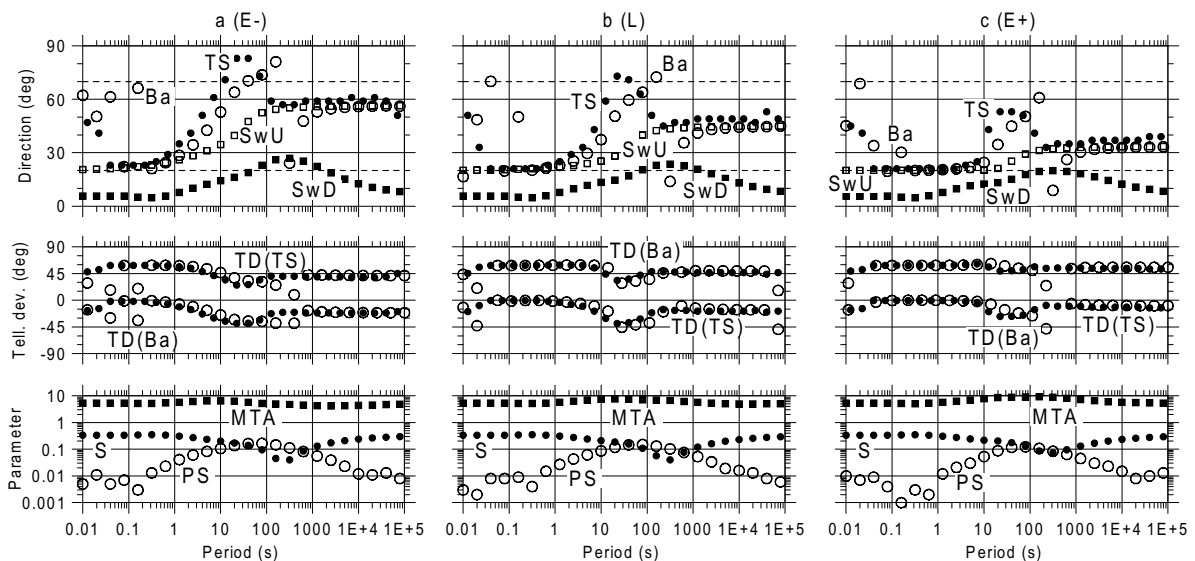 a (E-) b (L) c (E+)
Direction (deg)
90
60
30
0
TS
Ba
SwU
SwD
TS
Ba
SwU
SwD
TS
Ba
SwU
SwD
Tell. dev. (deg)
90
45
0
-45
-90
TD(TS)
TD(Ba)
TD(Ba)
TD(TS)
TD(Ba)
TD(TS)
Parameter
10
1
0.1
0.01
0.001
MTA
S
PS
MTA
S
PS
MTA
S
PS
0.01 0.1 1 10 100 1000 1E+4 1E+5
0.01 0.1 1 10 100 1000 1E+4 1E+5
0.01 0.1 1 10 100 1000 1E+4 1E+5
Period (s) Period (s) Period (s)